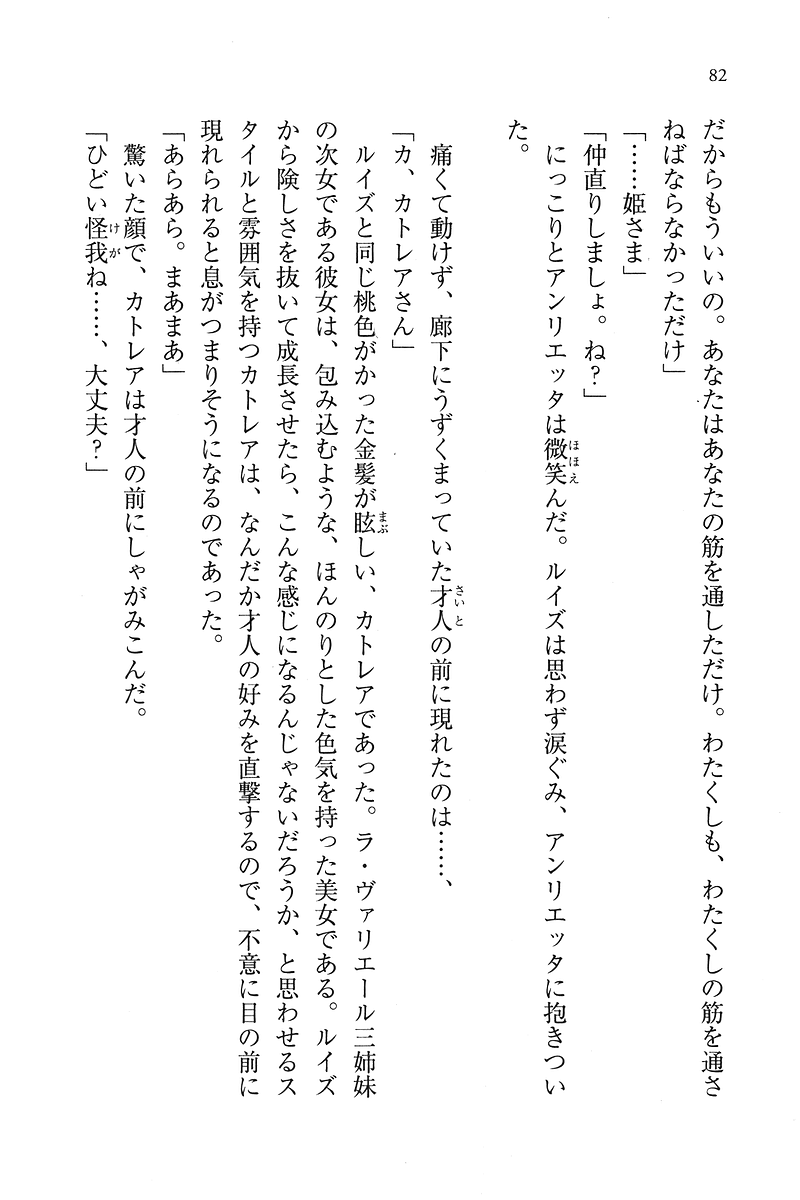 82
だからもういいの。あなたはあなたの筋を通しただけ。わたくしも、わたくしの筋を通さ
ねばならなかっただけ」
「……姫さま」
「仲直りしましょ。ね?」
　にっこりとアンリエッタは微笑んだ。ルイズは思わず涙ぐみ、アンリエッタに抱きつい
た。
　痛くて動けず、廊下にうずくまっていた才人の前に現れたのは……、
「カ、カトレアさん」
　ルイズと同じ桃色がかった金髪が眩しい、カトレアであった。ラ・ヴァリエール三姉妹
の次女である彼女は、包み込むような、ほんのりとした色気を持った美女である。ルイズ
から険しさを抜いて成長させたら、こんな感じになるんじゃないだろうか、と思わせるス
タイルと雰囲気を持つカトレアは、なんだか才人の好みを直撃するので、不意に目の前に
現れられると息がつまりそうになるのであった。
「あらあら。まあまあ」
　驚いた顔で、カトレアは才人の前にしゃがみこんだ。
「ひどい怪我ね……、大丈夫?」